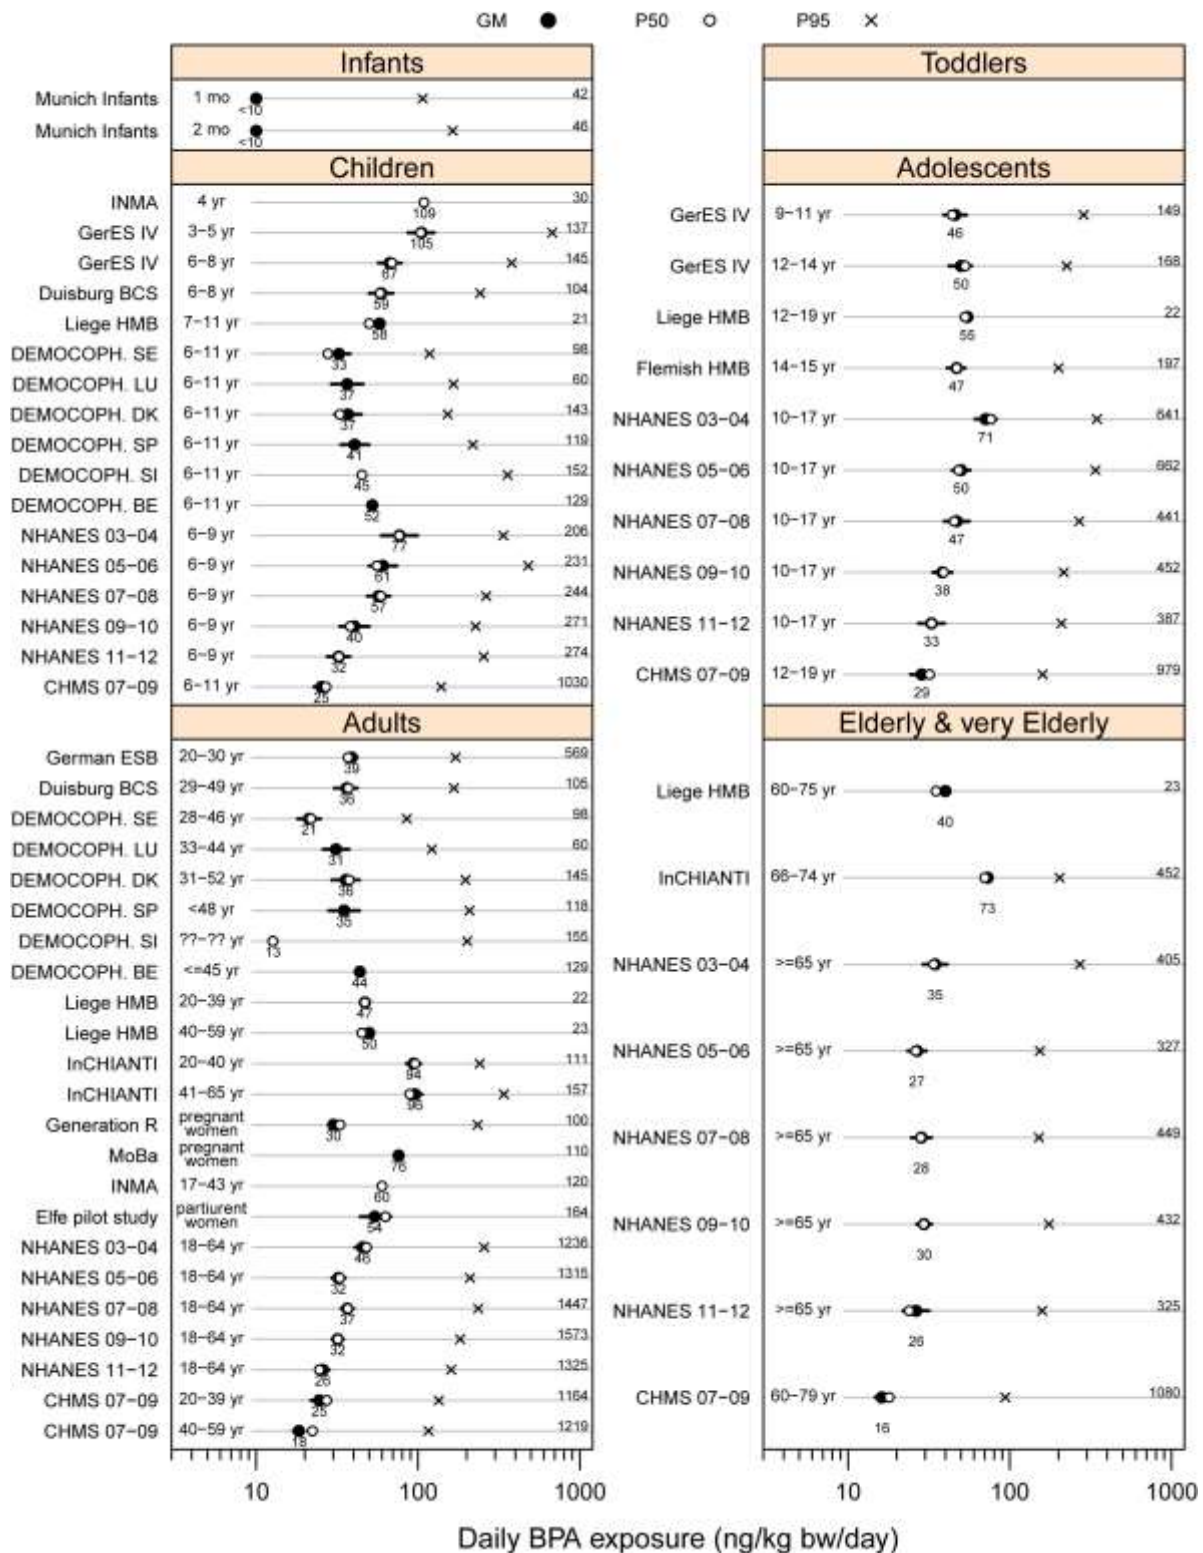 GM P50 P95
Infants
Munich Infants 1 mo <10 42
Munich Infants 2 mo <10 46
Children
INMA 4 yr 109 30
GerES IV 3-5 yr 105 137
GerES IV 6-8 yr 67 145
Duisburg BCS 6-8 yr 59 104
Liege HMB 7-11 yr 58 21
DEMOCOPH. SE 6-11 yr 33 98
DEMOCOPH. LU 6-11 yr 37 60
DEMOCOPH. DK 6-11 yr 37 143
DEMOCOPH. SP 6-11 yr 41 119
DEMOCOPH. SI 6-11 yr 45 152
DEMOCOPH. BE 6-11 yr 52 129
NHANES 03-04 6-9 yr 77 206
NHANES 05-06 6-9 yr 61 231
NHANES 07-08 6-9 yr 57 244
NHANES 09-10 6-9 yr 40 271
NHANES 11-12 6-9 yr 32 274
CHMS 07-09 6-11 yr 25 1030
Adults
German ESB 20-30 yr 39 569
Duisburg BCS 29-49 yr 36 105
DEMOCOPH. SE 28-46 yr 21 98
DEMOCOPH. LU 33-44 yr 31 60
DEMOCOPH. DK 31-52 yr 36 145
DEMOCOPH. SP <48 yr 35 118
DEMOCOPH. SI ??-?? yr 13 155
DEMOCOPH. BE <=45 yr 44 129
Liege HMB 20-39 yr 47 22
Liege HMB 40-59 yr 50 23
InCHIANTI 20-40 yr 94 111
InCHIANTI 41-65 yr 96 157
Generation R pregnant women 30 100
MoBa pregnant women 76 110
INMA 17-43 yr 60 120
Elfe pilot study partiurent women 54 164
NHANES 03-04 18-64 yr 46 1236
NHANES 05-06 18-64 yr 32 1315
NHANES 07-08 18-64 yr 37 1447
NHANES 09-10 18-64 yr 32 1573
NHANES 11-12 18-64 yr 26 1325
CHMS 07-09 20-39 yr 25 1164
CHMS 07-09 40-59 yr 18 1219
10 100 1000
Toddlers
Adolescents
GerES IV 9-11 yr 46 149
GerES IV 12-14 yr 50 168
Liege HMB 12-19 yr 55 22
Flemish HMB 14-15 yr 47 197
NHANES 03-04 10-17 yr 71 641
NHANES 05-06 10-17 yr 50 662
NHANES 07-08 10-17 yr 47 441
NHANES 09-10 10-17 yr 38 452
NHANES 11-12 10-17 yr 33 387
CHMS 07-09 12-19 yr 29 979
Elderly & very Elderly
Liege HMB 60-75 yr 40 23
InCHIANTI 66-74 yr 73 452
NHANES 03-04 >=65 yr 35 405
NHANES 05-06 >=65 yr 27 327
NHANES 07-08 >=65 yr 28 449
NHANES 09-10 >=65 yr 30 432
NHANES 11-12 >=65 yr 26 325
CHMS 07-09 60-79 yr 16 1080
10 100 1000
Daily BPA exposure (ng/kg bw/day)